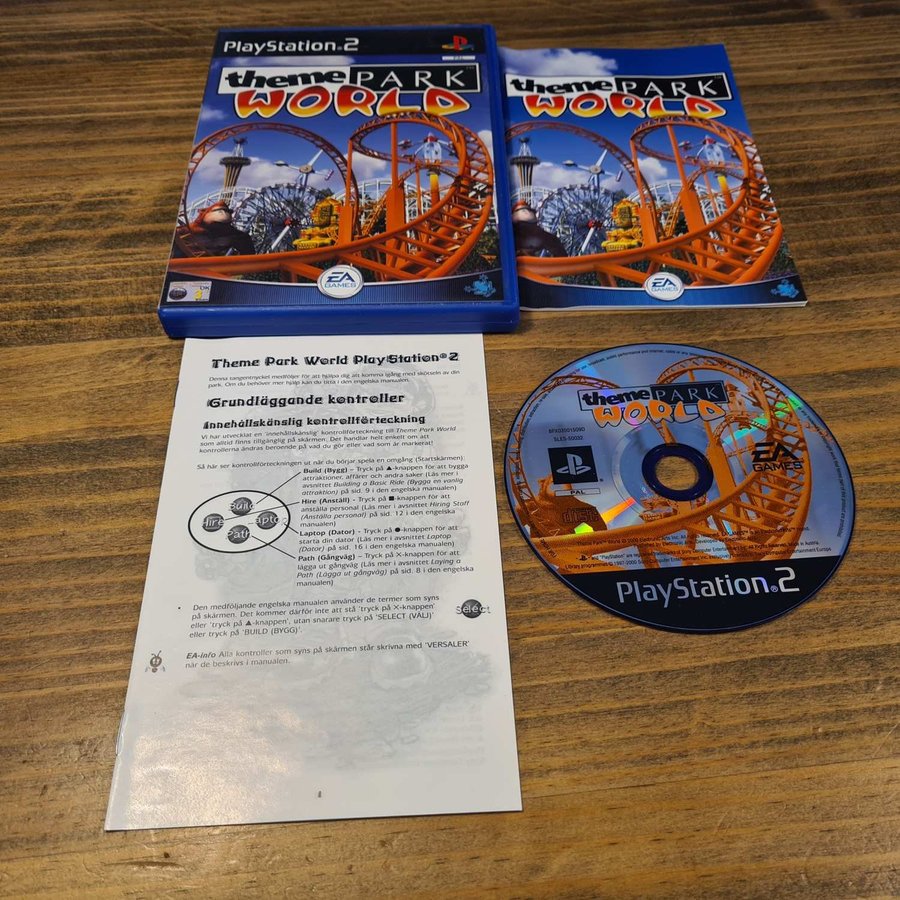 PlayStation®2
PAL
theme PARK™
WORLD
EA
GAMES
theme PARK™
WORLD
EA
GAMES
Theme Park World PlayStation®2
Denna tangentnyckel medföljer för att hjälpa dig att komma igång med skötseln av din
park. Om du behöver mer hjälp kan du titta i den engelska manualen.
Grundläggande kontroller
Innehållskänslig kontrollförteckning
Vi har utvecklat en 'innehållskänslig' kontrollförteckning till Theme Park World
som alltid finns tillgänglig på skärmen. Det handlar helt enkelt om att
kontrollerna ändras beroende på vad du gör eller vad som är markerat!
Så här ser kontrollförteckningen ut när du börjar spela en omgång (Startskärmen)
Build
Hire
Laptop
Path
Build (Bygg) – Tryck på ▲-knappen för att bygga
attraktioner, affärer och annat saker (Läs mer i
avsnittet Building a Basic Ride (Bygga en vanlig
attraktion) på sid. 9 i den engelska manualen)
Hire (Anställ) – Tryck på ■-knappen för att
anställa personal (Läs mer i avsnittet Hiring Staff
(Anställa personal) på sid. 12 i den engelska
manualen)
Laptop (Dator) – Tryck på ●-knappen för att
starta din dator (Läs mer i avsnittet Laptop
(Dator) på sid. 16 i den engelska manualen)
Path (Gångväg) – Tryck på X-knappen för att
lägga ut gångväg (Läs mer i avsnittet Laying a
Path (Lägga ut gångväg) på sid. 8 i den engelska
manualen)
• Den medföljande engelska manualen använder de termer som syns
på skärmen. Det kommer därför inte att stå 'tryck på X-knappen'
eller 'tryck på ▲-knappen', utan snarare tryck på 'SELECT (VÄLJ)'
eller tryck på 'BUILD (BYGG)'.
Select
EA-info Alla kontroller som syns på skärmen står skrivna med 'VERSALER'
när de beskrivs i manualen.
theme PARK
WORLD
SLES-50032
PAL
EA
GAMES
PlayStation®2